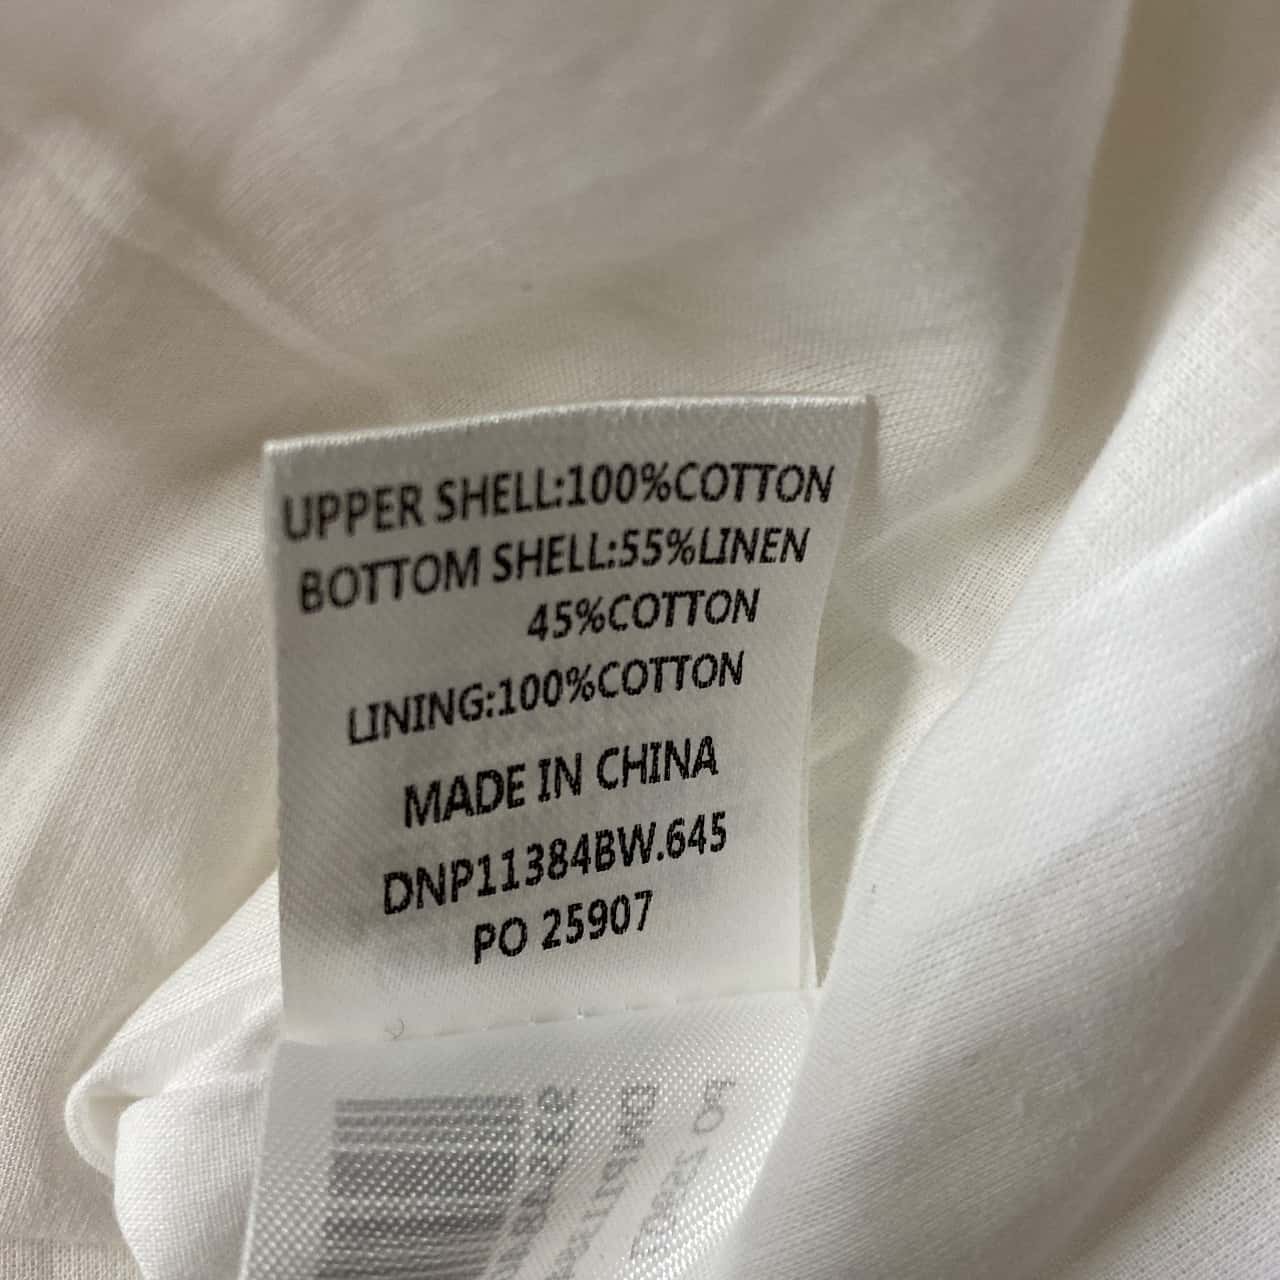 UPPER SHELL:100%COTTON
BOTTOM SHELL:55%LINEN
45%COTTON
LINING:100%COTTON
MADE IN CHINA
DNP11384BW.645
PO 25907